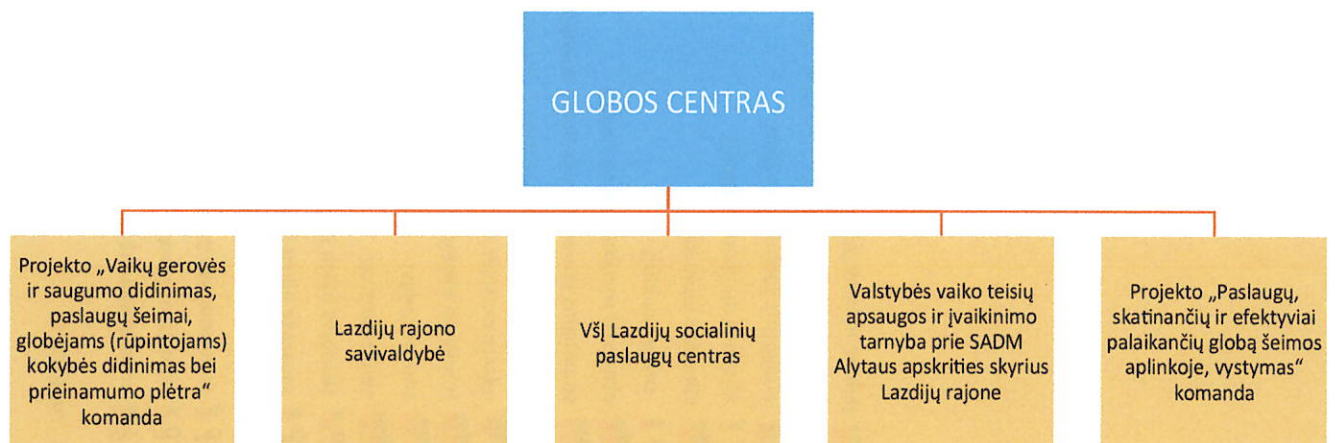 GLOBOS CENTRAS
Projekto „Vaikų gerovės
ir saugumo didinimas,
paslaugų šeimai,
globėjams (rūpintojams)
kokybės didinimas bei
prieinamumo plėtra“
komanda
Lazdijų rajono
savivaldybė
VšĮ Lazdijų socialinių
paslaugų centras
Valstybės vaiko teisių
apsaugos ir įvaikinimo
tarnyba prie SADM
Alytaus apskrities skyrius
Lazdijų rajone
Projekto „Paslaugų,
skatinančių ir efektyviai
palaikančių globą šeimos
aplinkoje, vystymas“
komanda